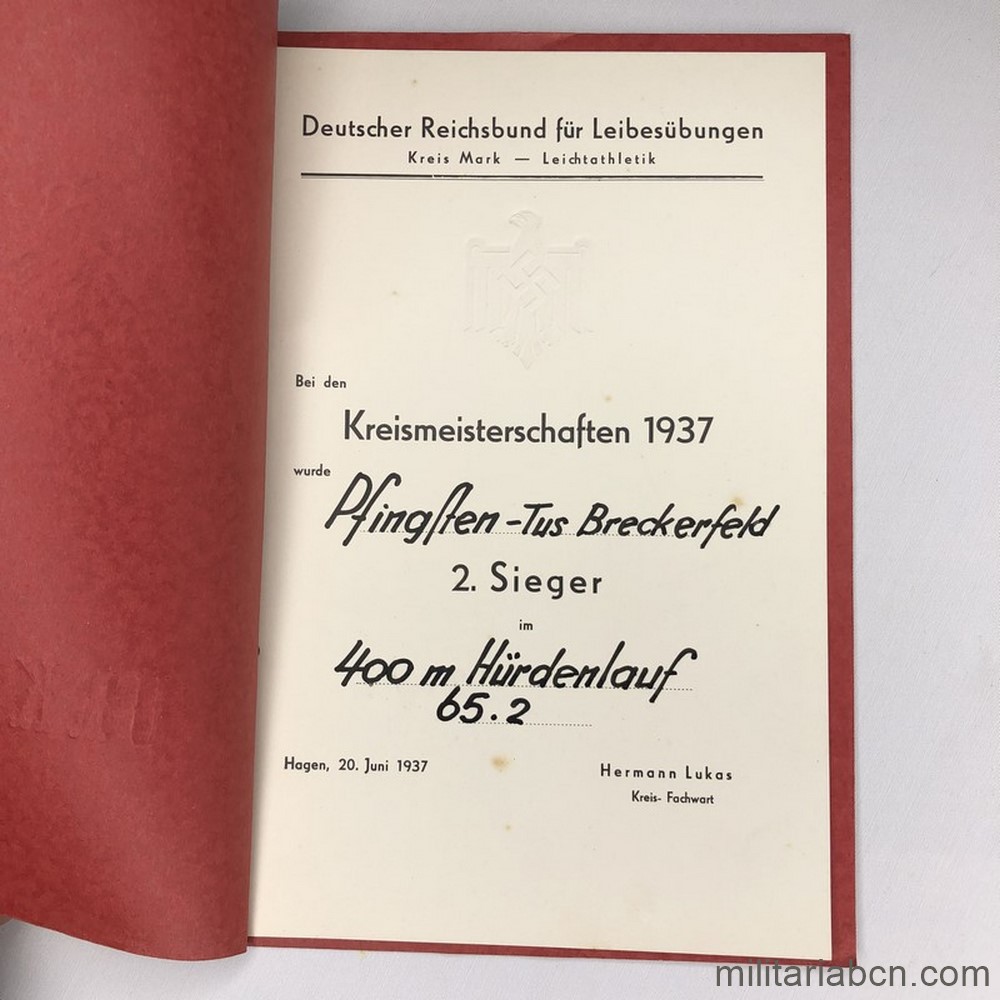 Deutscher Reichsbund für Leibesübungen
Kreis Mark — Leichtathletik
Bei den
Kreismeisterschaften 1937
wurde
Pfingsten - Tus Breckerfeld
2. Sieger
im
400 m Hürdenlauf
65.2
Hagen, 20. Juni 1937
Hermann Lukas
Kreis- Fachwart
militariabcn.com